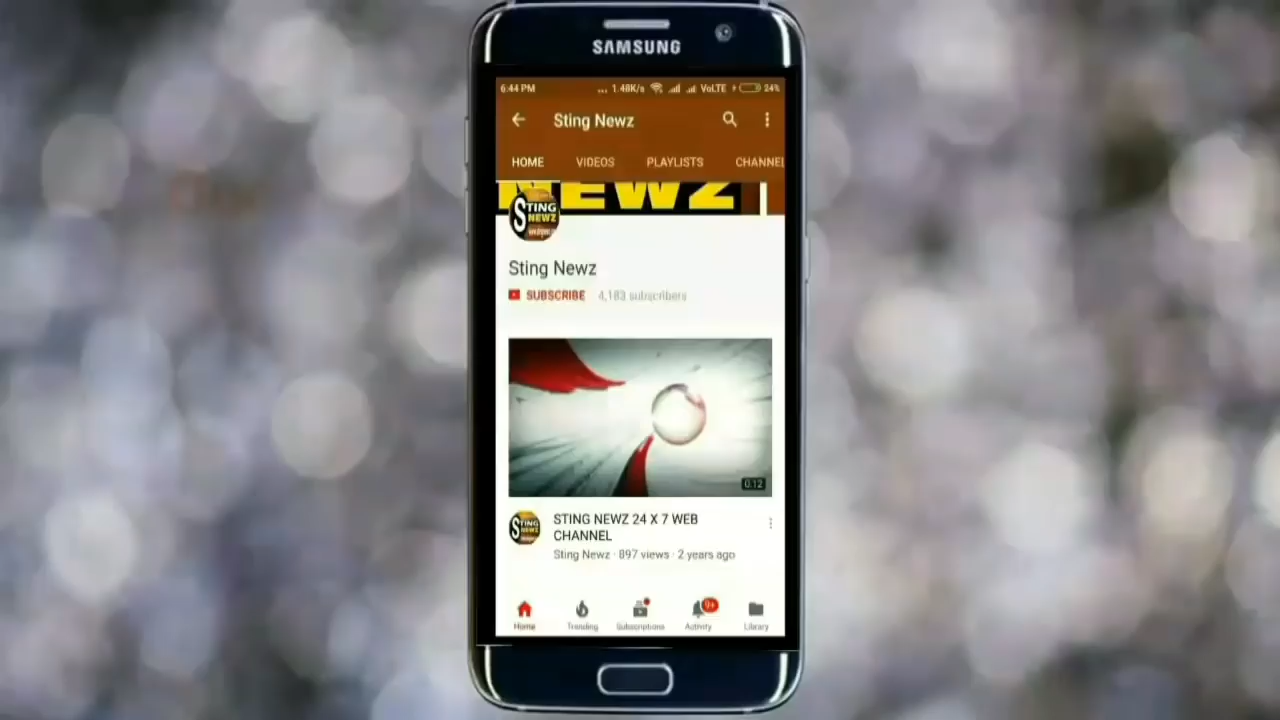 SAMSUNG
6:44 PM ... 1.48K/s VoLTE 24%
Sting Newz
HOME VIDEOS PLAYLISTS CHANNEL
NEWZ
STING
NEWZ
Sting Newz
SUBSCRIBE 4,183 subscribers
0:12
STING
NEWZ
STING NEWZ 24 X 7 WEB
CHANNEL
Sting Newz · 897 views · 2 years ago
9+
Home Trending Subscriptions Activity Library